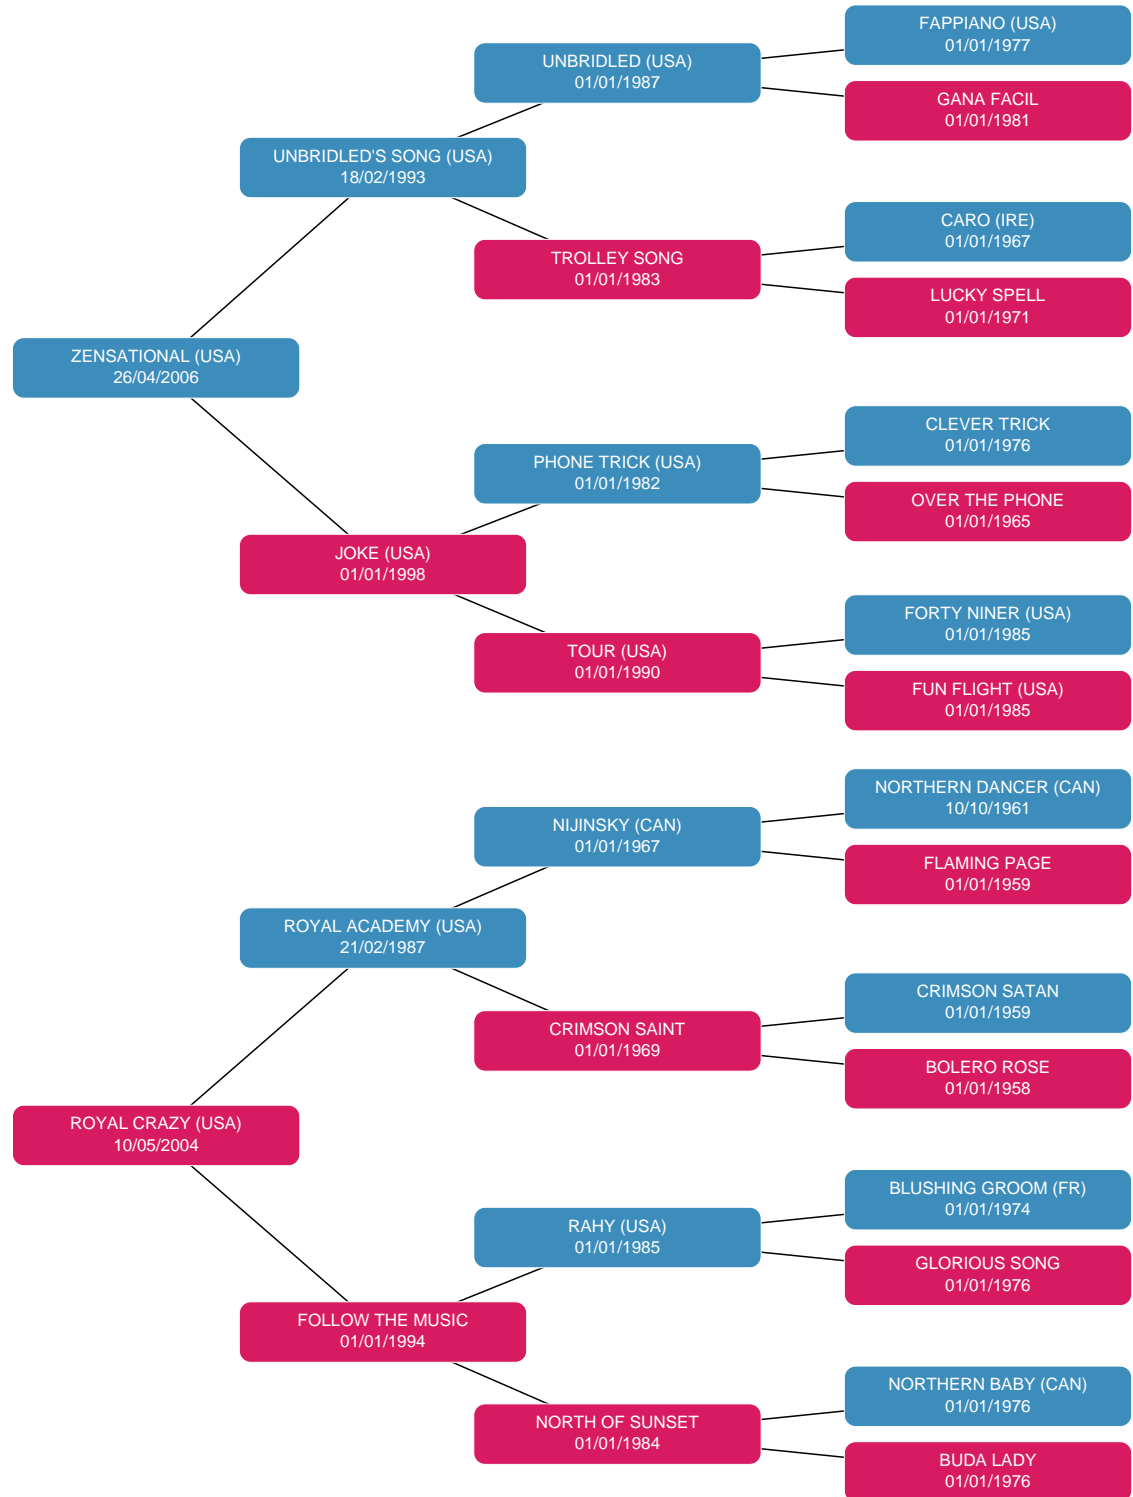 FAPPIANO (USA)
01/01/1977
UNBRIDLED (USA)
01/01/1987
GANA FACIL
01/01/1981
UNBRIDLED'S SONG (USA)
18/02/1993
CARO (IRE)
01/01/1967
TROLLEY SONG
01/01/1983
LUCKY SPELL
01/01/1971
ZENSATIONAL (USA)
26/04/2006
CLEVER TRICK
01/01/1976
PHONE TRICK (USA)
01/01/1982
OVER THE PHONE
01/01/1965
JOKE (USA)
01/01/1998
FORTY NINER (USA)
01/01/1985
TOUR (USA)
01/01/1990
FUN FLIGHT (USA)
01/01/1985
NORTHERN DANCER (CAN)
10/10/1961
NIJINSKY (CAN)
01/01/1967
FLAMING PAGE
01/01/1959
ROYAL ACADEMY (USA)
21/02/1987
CRIMSON SATAN
01/01/1959
CRIMSON SAINT
01/01/1969
BOLERO ROSE
01/01/1958
ROYAL CRAZY (USA)
10/05/2004
BLUSHING GROOM (FR)
01/01/1974
RAHY (USA)
01/01/1985
GLORIOUS SONG
01/01/1976
FOLLOW THE MUSIC
01/01/1994
NORTHERN BABY (CAN)
01/01/1976
NORTH OF SUNSET
01/01/1984
BUDA LADY
01/01/1976